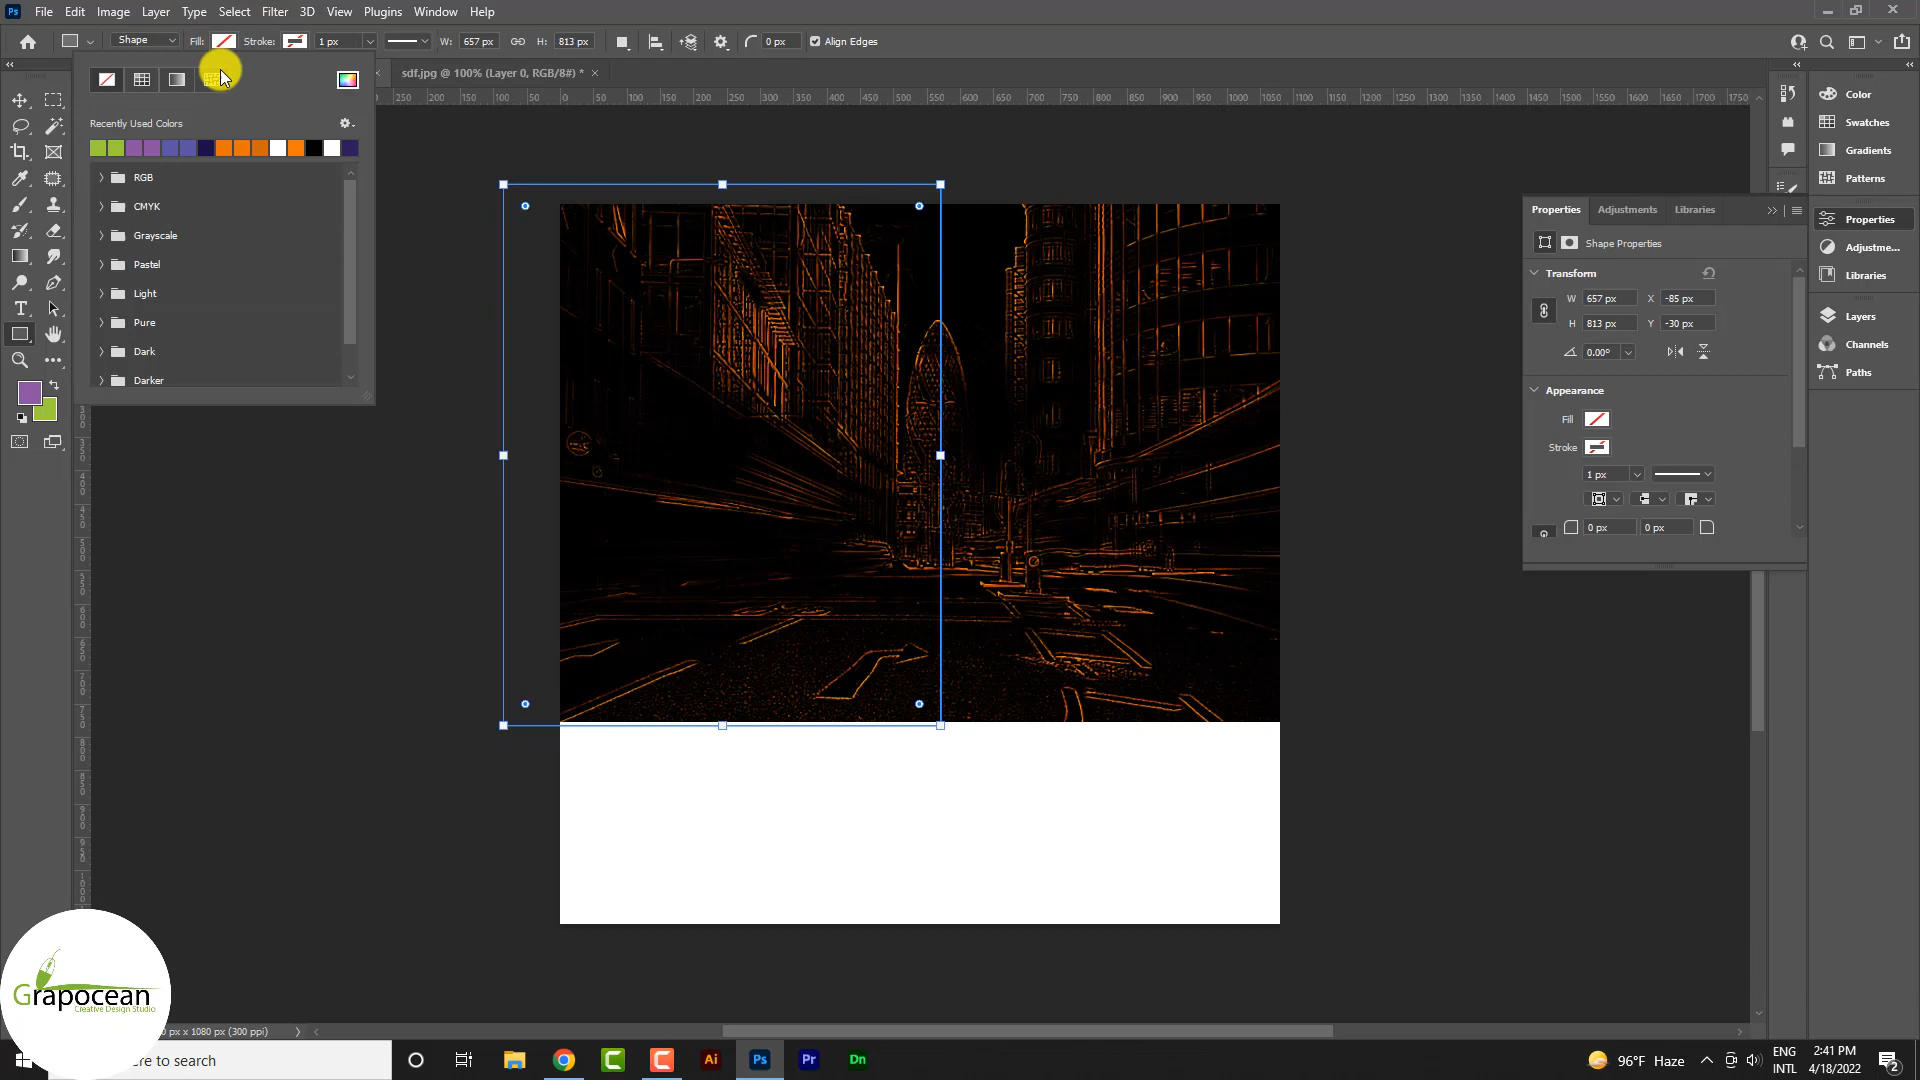 Ps File Edit Image Layer Type Select Filter 3D View Plugins Window Help
Shape Fill: Stroke: 1 px W: 657 px H: 813 px 0 px Align Edges
sdf.jpg @ 100% (Layer 0, RGB/8#) *
250 200 150 100 50 0 50 100 150 200 250 300 350 400 450 500 550 600 650 700 750 800 850 900 950 1000 1050 1100 1150 1200 1250 1300 1350 1400 1450 1500 1550 1600 1650 1700 1750
Recently Used Colors
RGB
CMYK
Grayscale
Pastel
Light
Pure
Dark
Darker
Color
Swatches
Gradients
Patterns
Properties
Adjustme...
Libraries
Layers
Channels
Paths
Properties Adjustments Libraries
Shape Properties
Transform
W 657 px X -85 px
H 813 px Y -30 px
0.00°
Appearance
Fill
Stroke
1 px
0 px 0 px
Grapocean
Creative Design Studio
px x 1080 px (300 ppi)
ere to search
Ai Ps Pr Dn
96°F Haze
ENG
INTL
2:41 PM
4/18/2022
2